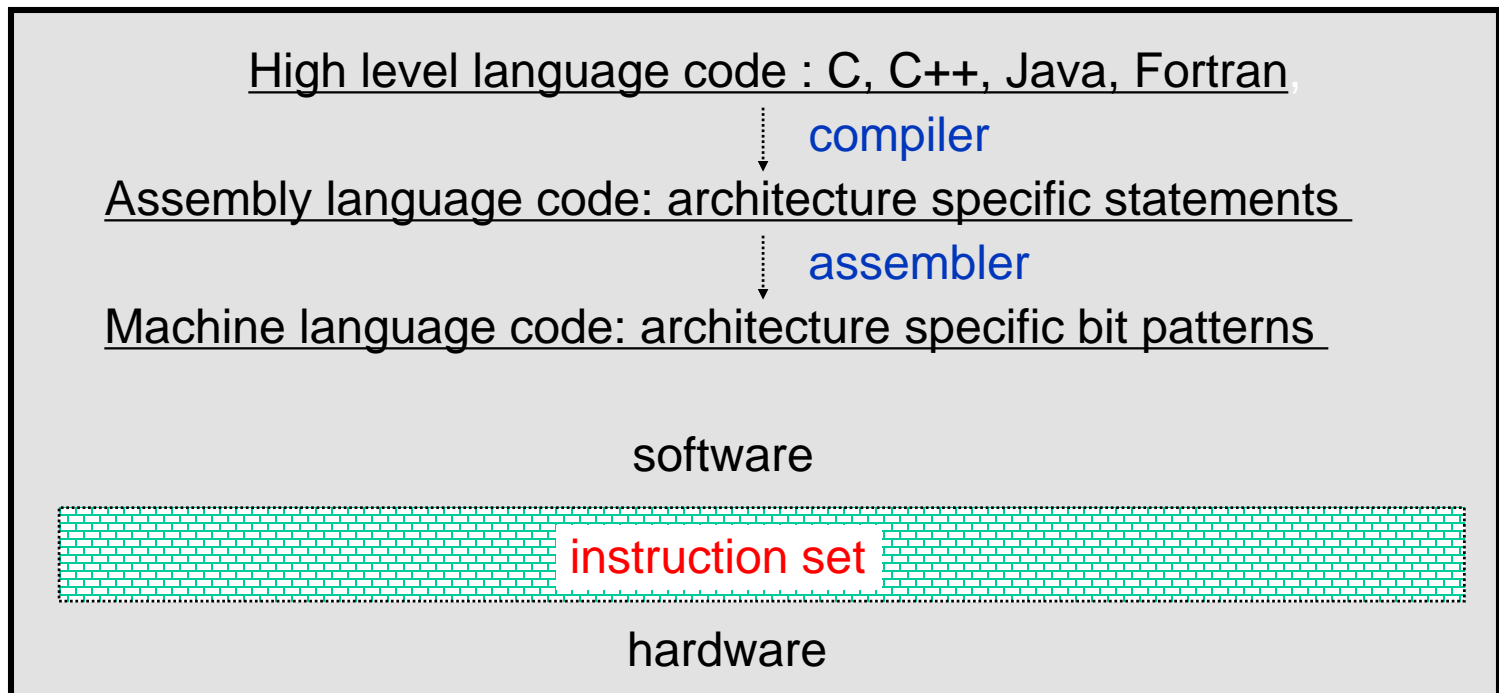 High level language code : C, C++, Java, Fortran,
compiler
Assembly language code: architecture specific statements
assembler
Machine language code: architecture specific bit patterns
software
instruction set
hardware